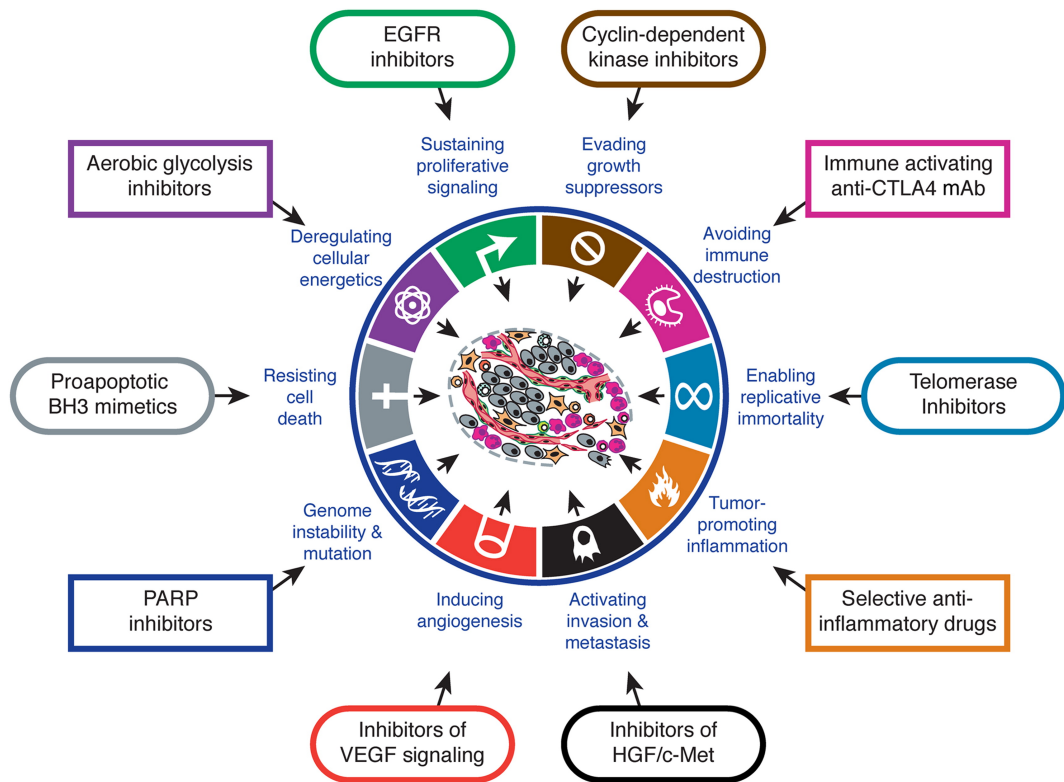 EGFR
inhibitors
Cyclin-dependent
kinase inhibitors
Sustaining
proliferative
signaling
Evading
growth
suppressors
Aerobic glycolysis
inhibitors
Immune activating
anti-CTLA4 mAb
Deregulating
cellular
energetics
Avoiding
immune
destruction
Proapoptotic
BH3 mimetics
Resisting
cell
death
Enabling
replicative
immortality
Telomerase
Inhibitors
Genome
instability &
mutation
Tumor-
promoting
inflammation
PARP
inhibitors
Inducing
angiogenesis
Activating
invasion &
metastasis
Selective anti-
inflammatory drugs
Inhibitors of
VEGF signaling
Inhibitors of
HGF/c-Met